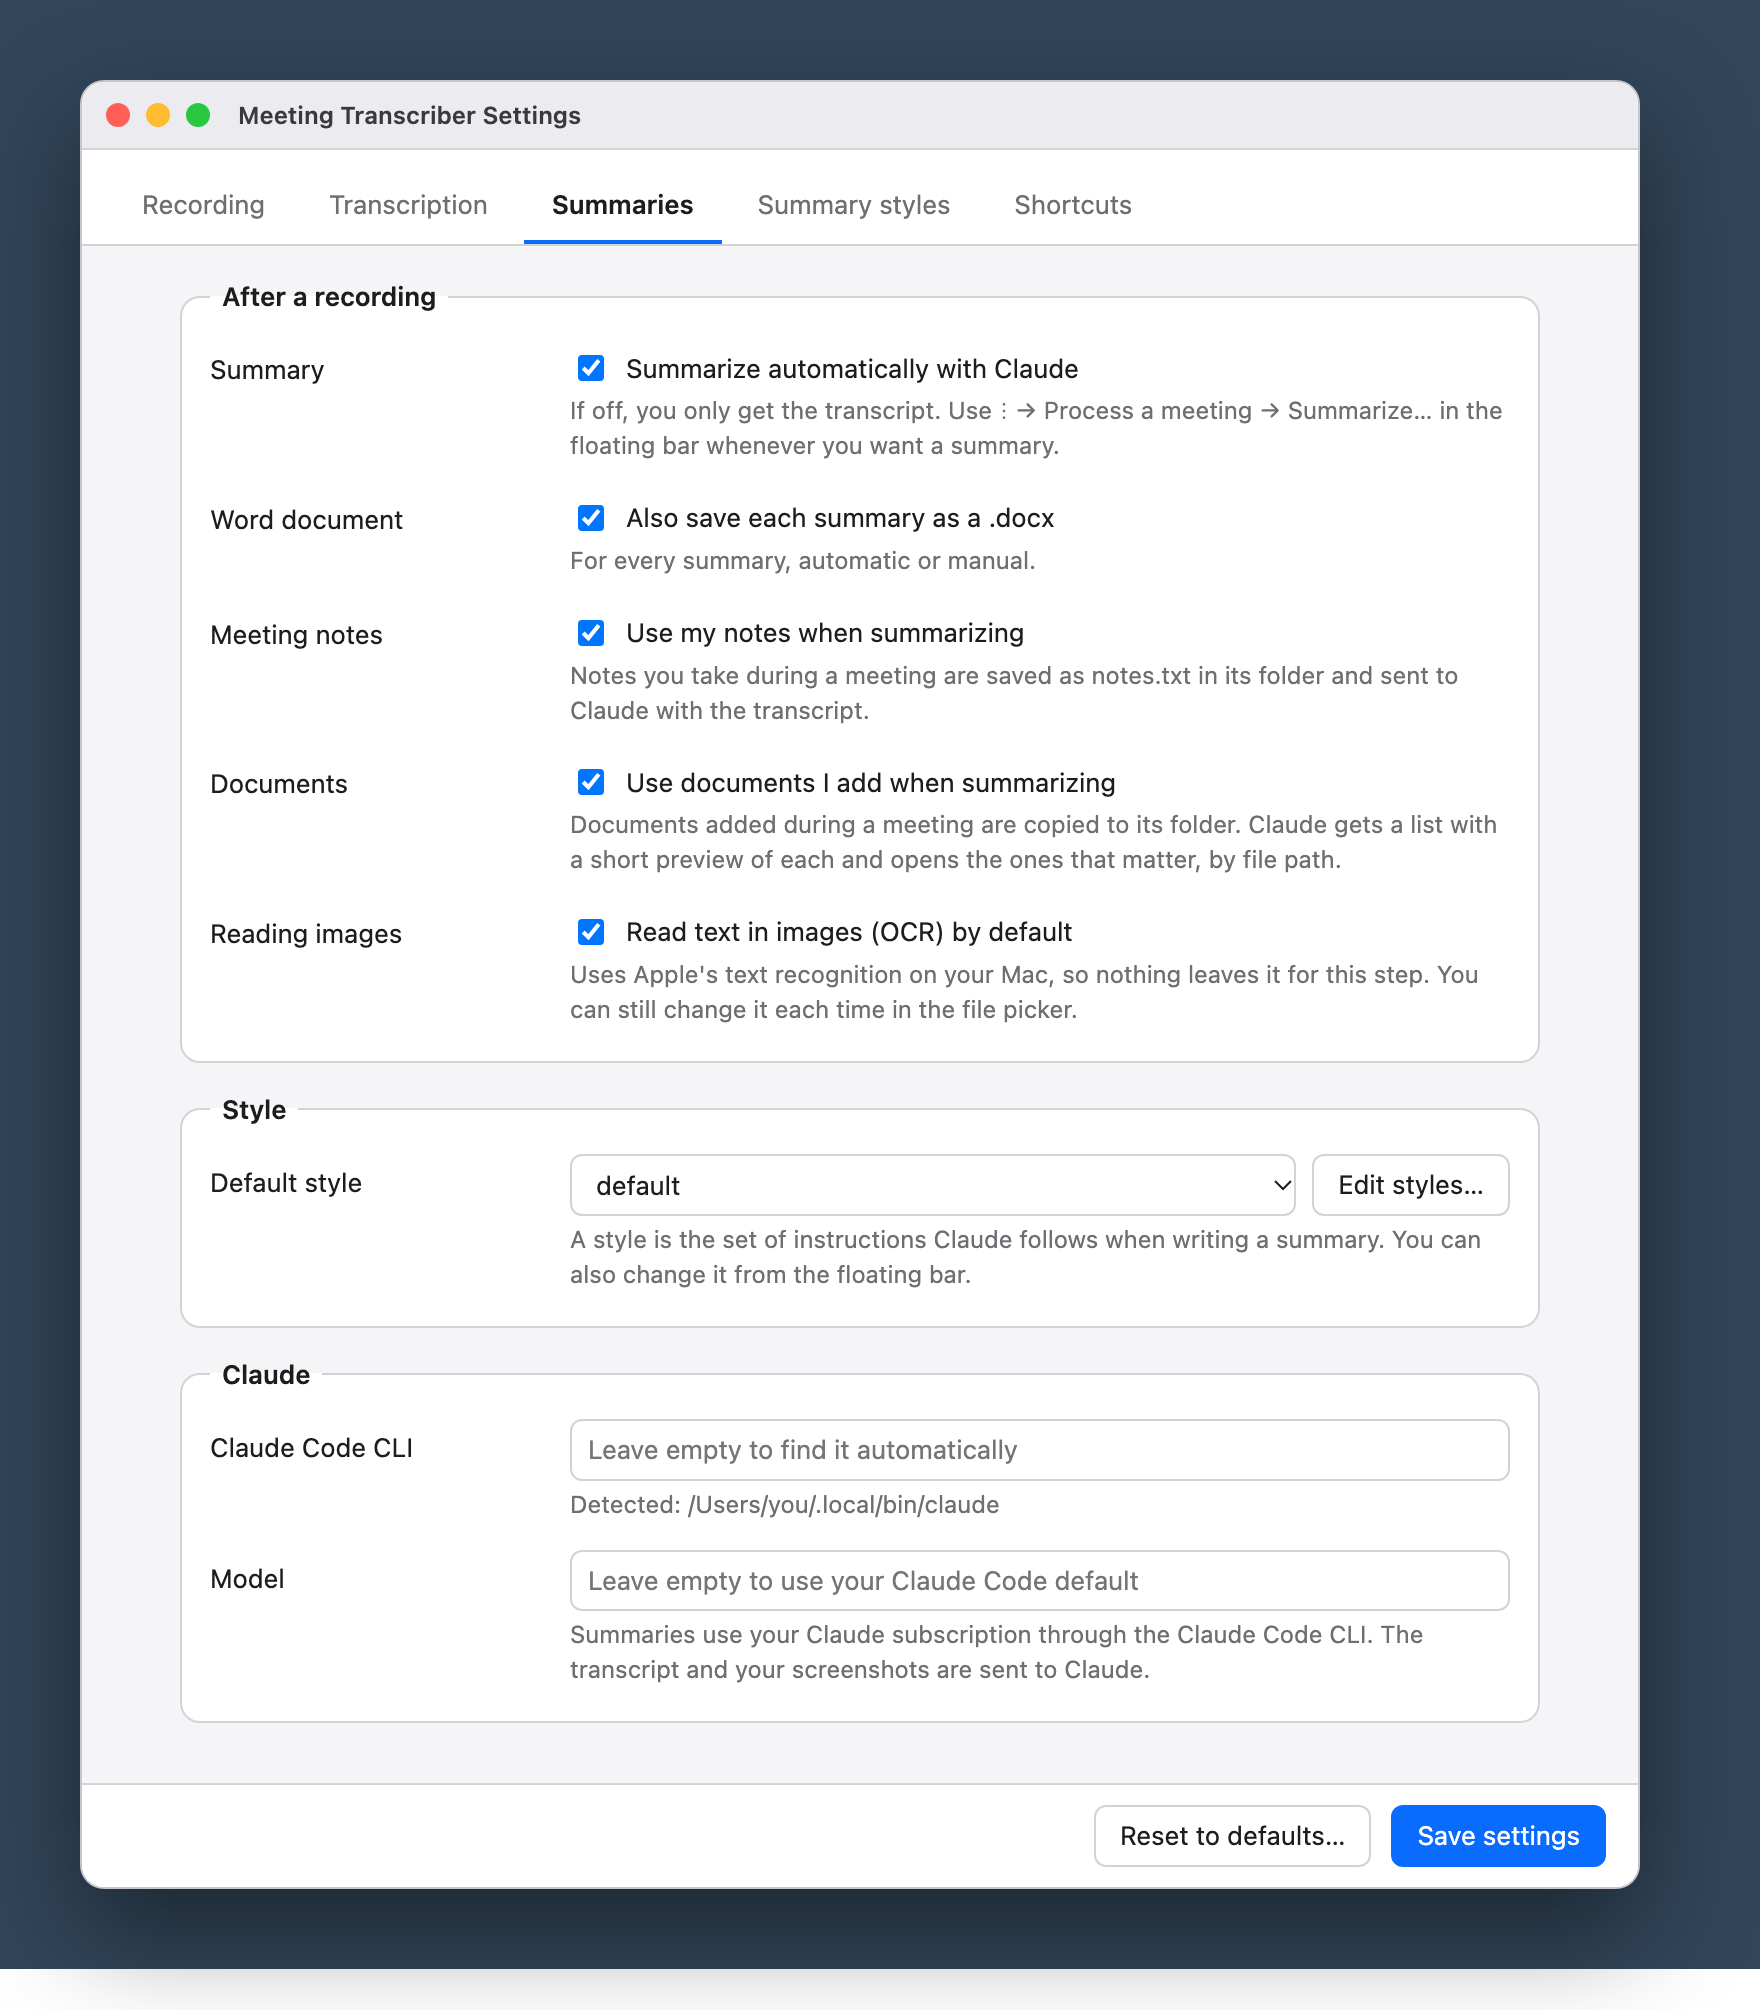 Meeting Transcriber Settings
Recording
Transcription
Summaries
Summary styles
Shortcuts
After a recording
Summary
Summarize automatically with Claude
If off, you only get the transcript. Use ⋮ → Process a meeting → Summarize... in the
floating bar whenever you want a summary.
Word document
Also save each summary as a .docx
For every summary, automatic or manual.
Meeting notes
Use my notes when summarizing
Notes you take during a meeting are saved as notes.txt in its folder and sent to
Claude with the transcript.
Documents
Use documents I add when summarizing
Documents added during a meeting are copied to its folder. Claude gets a list with
a short preview of each and opens the ones that matter, by file path.
Reading images
Read text in images (OCR) by default
Uses Apple's text recognition on your Mac, so nothing leaves it for this step. You
can still change it each time in the file picker.
Style
Default style
default
Edit styles...
A style is the set of instructions Claude follows when writing a summary. You can
also change it from the floating bar.
Claude
Claude Code CLI
Leave empty to find it automatically
Detected: /Users/you/.local/bin/claude
Model
Leave empty to use your Claude Code default
Summaries use your Claude subscription through the Claude Code CLI. The
transcript and your screenshots are sent to Claude.
Reset to defaults...
Save settings